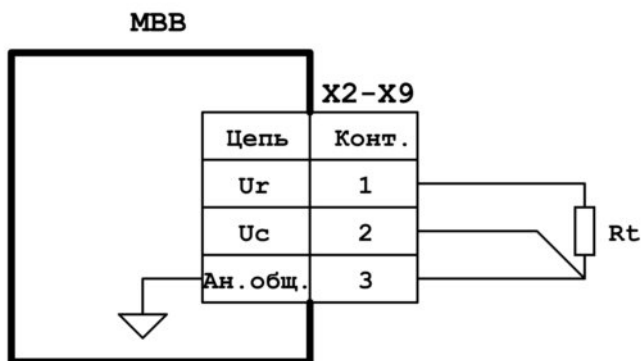 МВВ
X2-X9
Цепь Конт.
Ur 1
Uc 2
Ан.общ. 3
Rt